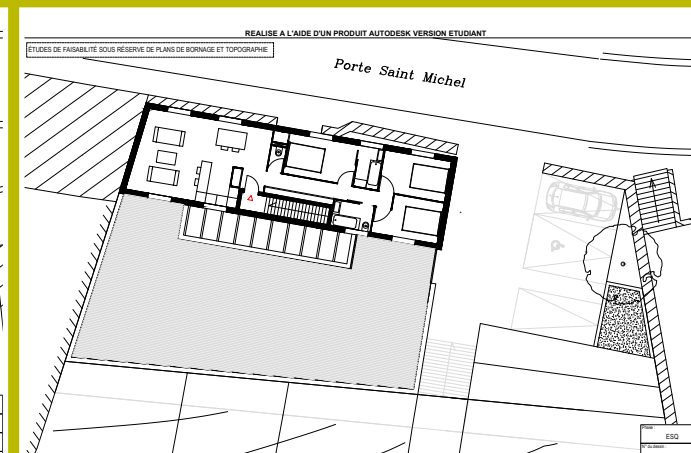 REALISE A L'AIDE D'UN PRODUIT AUTODESK VERSION ETUDIANT
ÉTUDES DE FAISABILITÉ SOUS RÉSERVE DE PLANS DE BORNAGE ET TOPOGRAPHIE
Porte Saint Michel
Phase :
ESQ
N° du dessin :